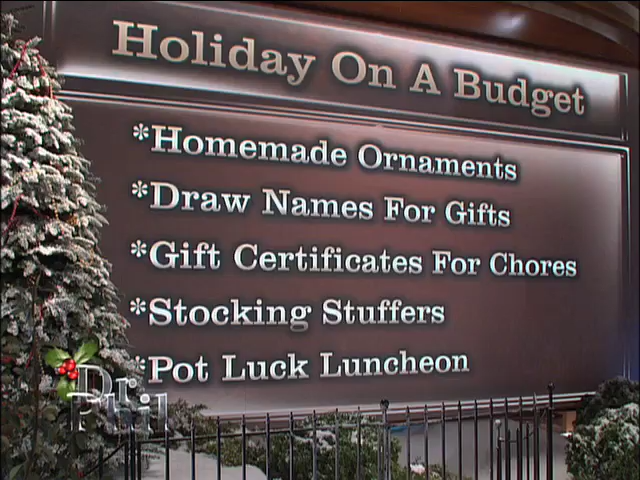 Holiday On A Budget
*Homemade Ornaments
*Draw Names For Gifts
*Gift Certificates For Chores
*Stocking Stuffers
*Pot Luck Luncheon
Dr.
Phil